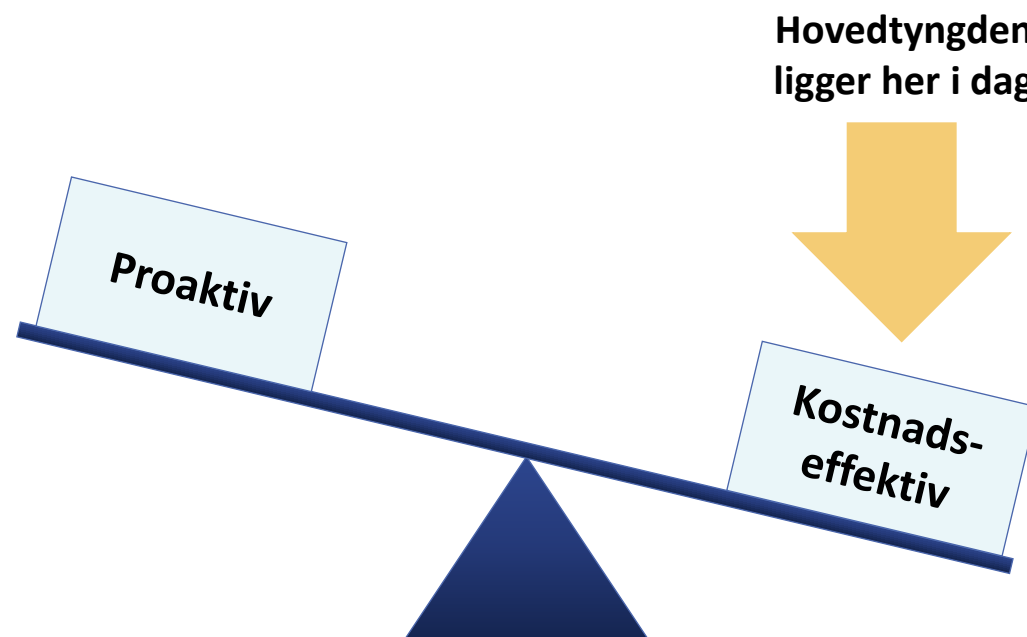 Hovedtyngden
ligger her i dag
Proaktiv
Kostnads-
effektiv